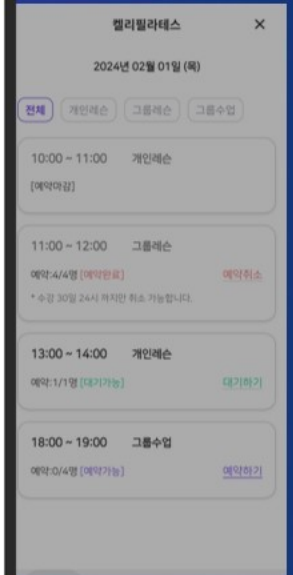 켈리필라테스 ×
2024년 02월 01일 (목)
전체 개인레슨 그룹레슨 그룹수업
10:00 ~ 11:00 개인레슨
[예약마감]
11:00 ~ 12:00 그룹레슨
예약:4/4명 [예약완료] 예약취소
* 수강 30일 24시 까지만 취소 가능합니다.
13:00 ~ 14:00 개인레슨
예약:1/1명 [대기가능] 대기하기
18:00 ~ 19:00 그룹수업
예약:0/4명 [예약가능] 예약하기